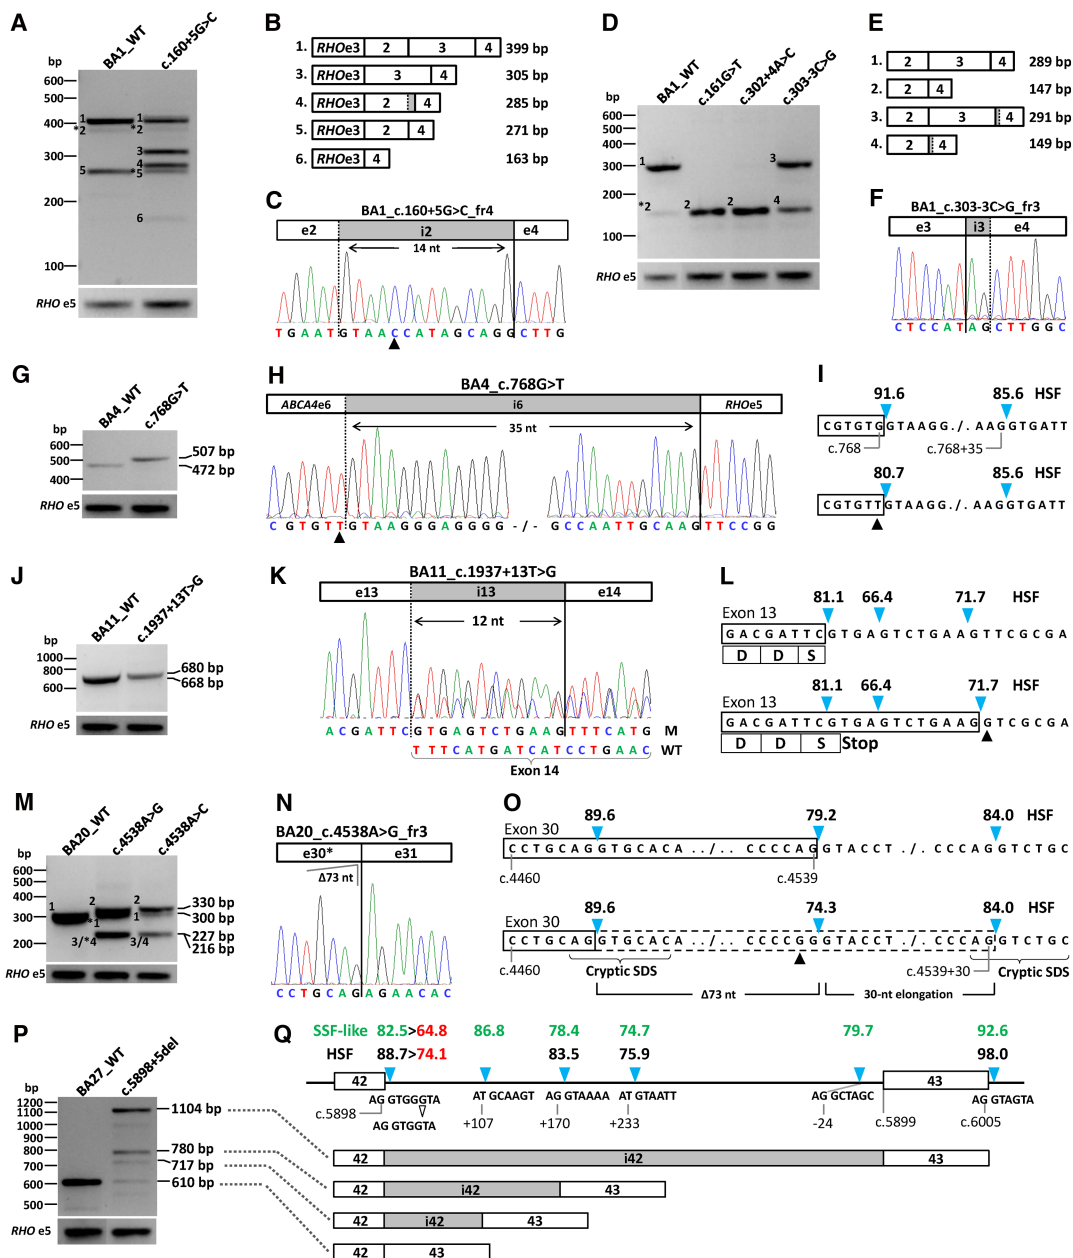 A
BA1_WT
c.160+5G>C
bp
600
500
400
300
200
100
1
*2
5
1
*2
3
4
*5
6
RHO e5
B
1. RHOe3 2 3 4 399 bp
3. RHOe3 3 4 305 bp
4. RHOe3 2 4 285 bp
5. RHOe3 2 4 271 bp
6. RHOe3 4 163 bp
C
BA1_c.160+5G>C_fr4
e2 i2 e4
14 nt
T G A A T G T A A C C A T A G C A G G C T T G
D
BA1_WT
c.161G>T
c.302+4A>C
c.303-3C>G
bp
600
500
400
300
200
100
1
*2
2
2
3
4
RHO e5
E
1. 2 3 4 289 bp
2. 2 4 147 bp
3. 2 3 4 291 bp
4. 2 4 149 bp
F
BA1_c.303-3C>G_fr3
e3 i3 e4
C T C C A T A G C T T G G C
G
BA4_WT
c.768G>T
bp
600
500
400
507 bp
472 bp
RHO e5
H
BA4_c.768G>T
ABCA4e6 i6 RHOe5
35 nt
C G T G T T G T A A G G G A G G G G - / - G C C A A T T G C A A G T T C C G G
I
91.6 85.6 HSF
C G T G T G G T A A G G . / . A A G G T G A T T
c.768 c.768+35
80.7 85.6 HSF
C G T G T T G T A A G G . / . A A G G T G A T T
J
BA11_WT
c.1937+13T>G
bp
1000
800
600
680 bp
668 bp
RHO e5
K
BA11_c.1937+13T>G
e13 i13 e14
12 nt
A C G A T T C G T G A G T C T G A A G T T T C A T G M
T T T C A T G A T C A T C C T G A A C WT
Exon 14
L
81.1 66.4 71.7 HSF
Exon 13
G A C G A T T C G T G A G T C T G A A G T T C G C G A
D D S
81.1 66.4 71.7 HSF
Exon 13
G A C G A T T C G T G A G T C T G A A G G T C G C G A
D D S Stop
M
BA20_WT
c.4538A>G
c.4538A>C
bp
600
500
400
300
200
1
2
*1
3/*4
2
1
3/4
330 bp
300 bp
227 bp
216 bp
RHO e5
N
BA20_c.4538A>G_fr3
e30* e31
Δ73 nt
C C T G C A G A G A A C A C
O
89.6 79.2 84.0 HSF
Exon 30
C C T G C A G G T G C A C A . . / . . C C C C A G G T A C C T . / . C C C A G G T C T G C
c.4460 c.4539
89.6 74.3 84.0 HSF
Exon 30
C C T G C A G G T G C A C A . . / . . C C C C G G G T A C C T . . / . C C C A G G T C T G C
c.4460 c.4539+30
Cryptic SDS Cryptic SDS
Δ73 nt 30-nt elongation
P
BA27_WT
c.5898+5del
bp
1200
1100
1000
900
800
700
600
500
1104 bp
780 bp
717 bp
610 bp
RHO e5
Q
SSF-like 82.5>64.8 86.8 78.4 74.7 79.7 92.6
HSF 88.7>74.1 83.5 75.9 98.0
42 43
AG GTGGGTA AT GCAAGT AG GTAAAA AT GTAATT AG GCTAGC AG GTAGTA
c.5898 +107 +170 +233 -24 c.5899 c.6005
AG GTGGTA
42 i42 43
42 i42 43
42 i42 43
42 43